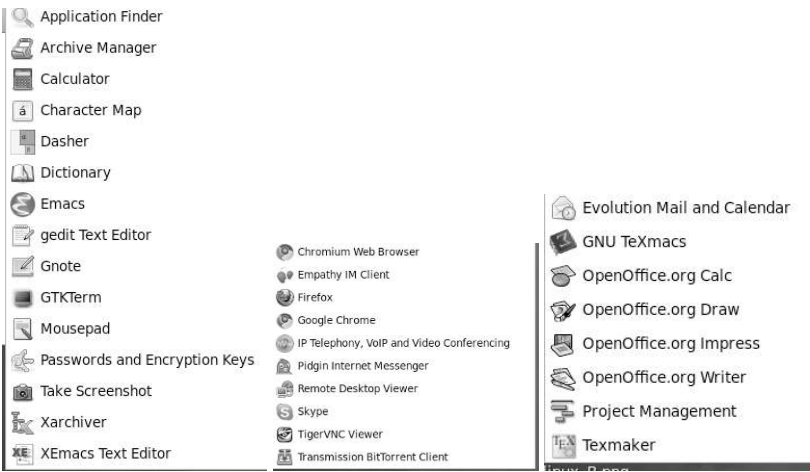 Application Finder
Archive Manager
Calculator
á Character Map
Dasher
Dictionary
Emacs
gedit Text Editor
Gnote
GTKTerm
Mousepad
Passwords and Encryption Keys
Take Screenshot
Xarchiver
XE XEmacs Text Editor
Chromium Web Browser
Empathy IM Client
Firefox
Google Chrome
IP Telephony, VoIP and Video Conferencing
Pidgin Internet Messenger
Remote Desktop Viewer
S Skype
TigerVNC Viewer
Transmission BitTorrent Client
Evolution Mail and Calendar
GNU TeXmacs
OpenOffice.org Calc
OpenOffice.org Draw
OpenOffice.org Impress
OpenOffice.org Writer
Project Management
TEX Texmaker